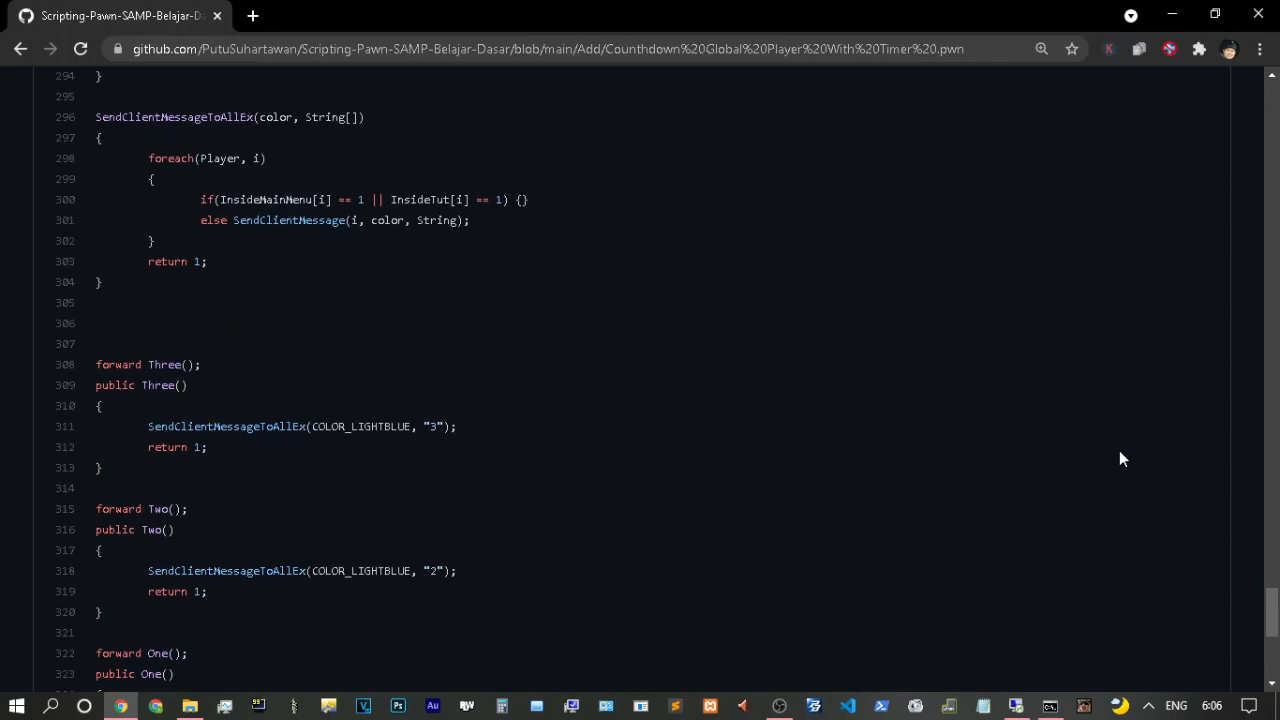 Scripting-Pawn-SAMP-Belajar-Da
github.com/PutuSuhartawan/Scripting-Pawn-SAMP-Belajar-Dasar/blob/main/Add/Counthdown%20Global%20Player%20With%20Timer%20.pwn
294 }
295
296 SendClientMessageToAllEx(color, String[])
297 {
298 foreach(Player, i)
299 {
300 if(InsideMainMenu[i] == 1 || InsideTut[i] == 1) {}
301 else SendClientMessage(i, color, String);
302 }
303 return 1;
304 }
305
306
307
308 forward Three();
309 public Three()
310 {
311 SendClientMessageToAllEx(COLOR_LIGHTBLUE, "3");
312 return 1;
313 }
314
315 forward Two();
316 public Two()
317 {
318 SendClientMessageToAllEx(COLOR_LIGHTBLUE, "2");
319 return 1;
320 }
321
322 forward One();
323 public One()
ENG 6:06